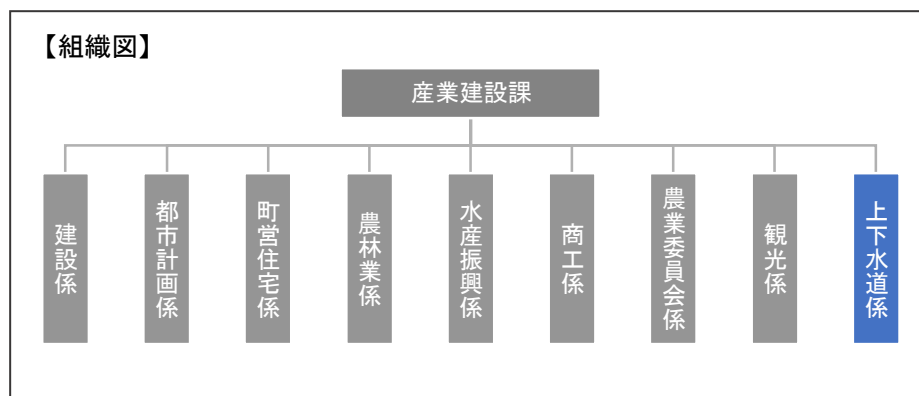 【組織図】
産業建設課
建設係
都市計画係
町営住宅係
農林業係
水産振興係
商工係
農業委員会係
観光係
上下水道係